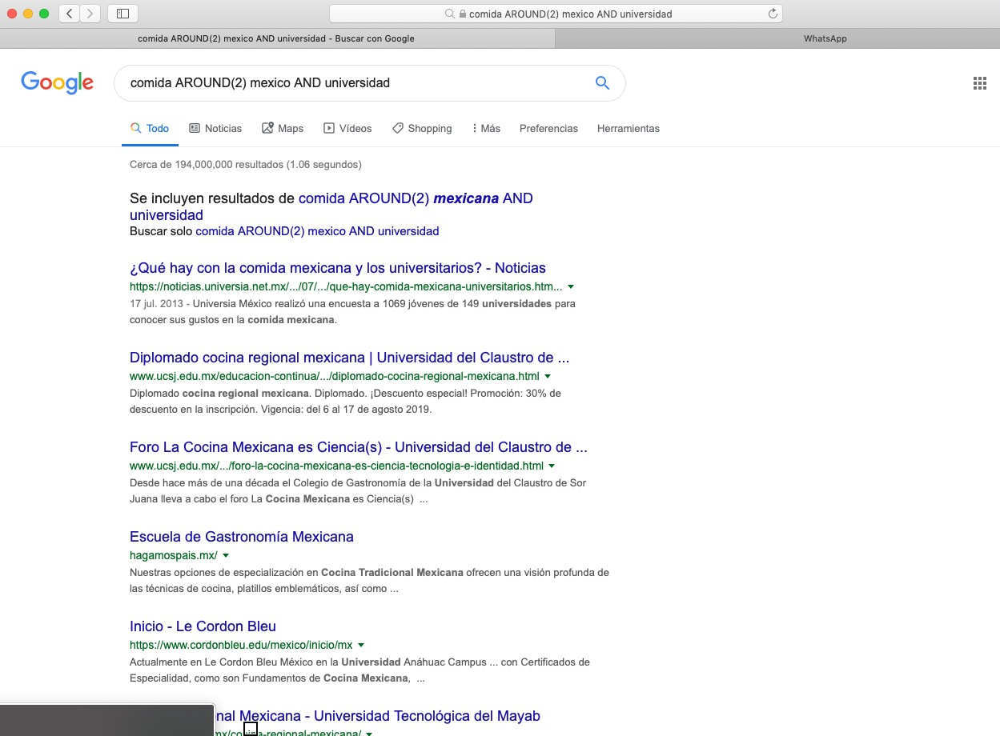 comida AROUND(2) mexico AND universidad
comida AROUND(2) mexico AND universidad - Buscar con Google
WhatsApp
Google
comida AROUND(2) mexico AND universidad
Todo Noticias Maps Vídeos Shopping Más Preferencias Herramientas
Cerca de 194,000,000 resultados (1.06 segundos)
Se incluyen resultados de comida AROUND(2) mexicana AND
universidad
Buscar solo comida AROUND(2) mexico AND universidad
¿Qué hay con la comida mexicana y los universitarios? - Noticias
https://noticias.universia.net.mx/.../07/.../que-hay-comida-mexicana-universitarios.htm...
17 jul. 2013 - Universia México realizó una encuesta a 1069 jóvenes de 149 universidades para
conocer sus gustos en la comida mexicana.
Diplomado cocina regional mexicana | Universidad del Claustro de ...
www.ucsj.edu.mx/educacion-continua/.../diplomado-cocina-regional-mexicana.html
Diplomado cocina regional mexicana. Diplomado. ¡Descuento especial! Promoción: 30% de
descuento en la inscripción. Vigencia: del 6 al 17 de agosto 2019.
Foro La Cocina Mexicana es Ciencia(s) - Universidad del Claustro de ...
www.ucsj.edu.mx/.../foro-la-cocina-mexicana-es-ciencia-tecnologia-e-identidad.html
Desde hace más de una década el Colegio de Gastronomía de la Universidad del Claustro de Sor
Juana lleva a cabo el foro La Cocina Mexicana es Ciencia(s) ...
Escuela de Gastronomía Mexicana
hagamospais.mx/
Nuestras opciones de especialización en Cocina Tradicional Mexicana ofrecen una visión profunda de
las técnicas de cocina, platillos emblemáticos, así como ...
Inicio - Le Cordon Bleu
https://www.cordonbleu.edu/mexico/inicio/mx
Actualmente en Le Cordon Bleu México en la Universidad Anáhuac Campus ... con Certificados de
Especialidad, como son Fundamentos de Cocina Mexicana, ...
nal Mexicana - Universidad Tecnológica del Mayab
-regional-mexicana/